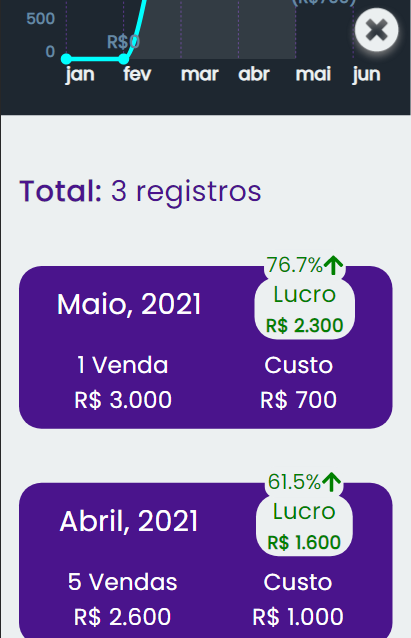 (R$700)
500
R$0
0
jan fev mar abr mai jun
Total: 3 registros
76.7%
Maio, 2021
Lucro
R$ 2.300
1 Venda Custo
R$ 3.000 R$ 700
61.5%
Abril, 2021
Lucro
R$ 1.600
5 Vendas Custo
R$ 2.600 R$ 1.000